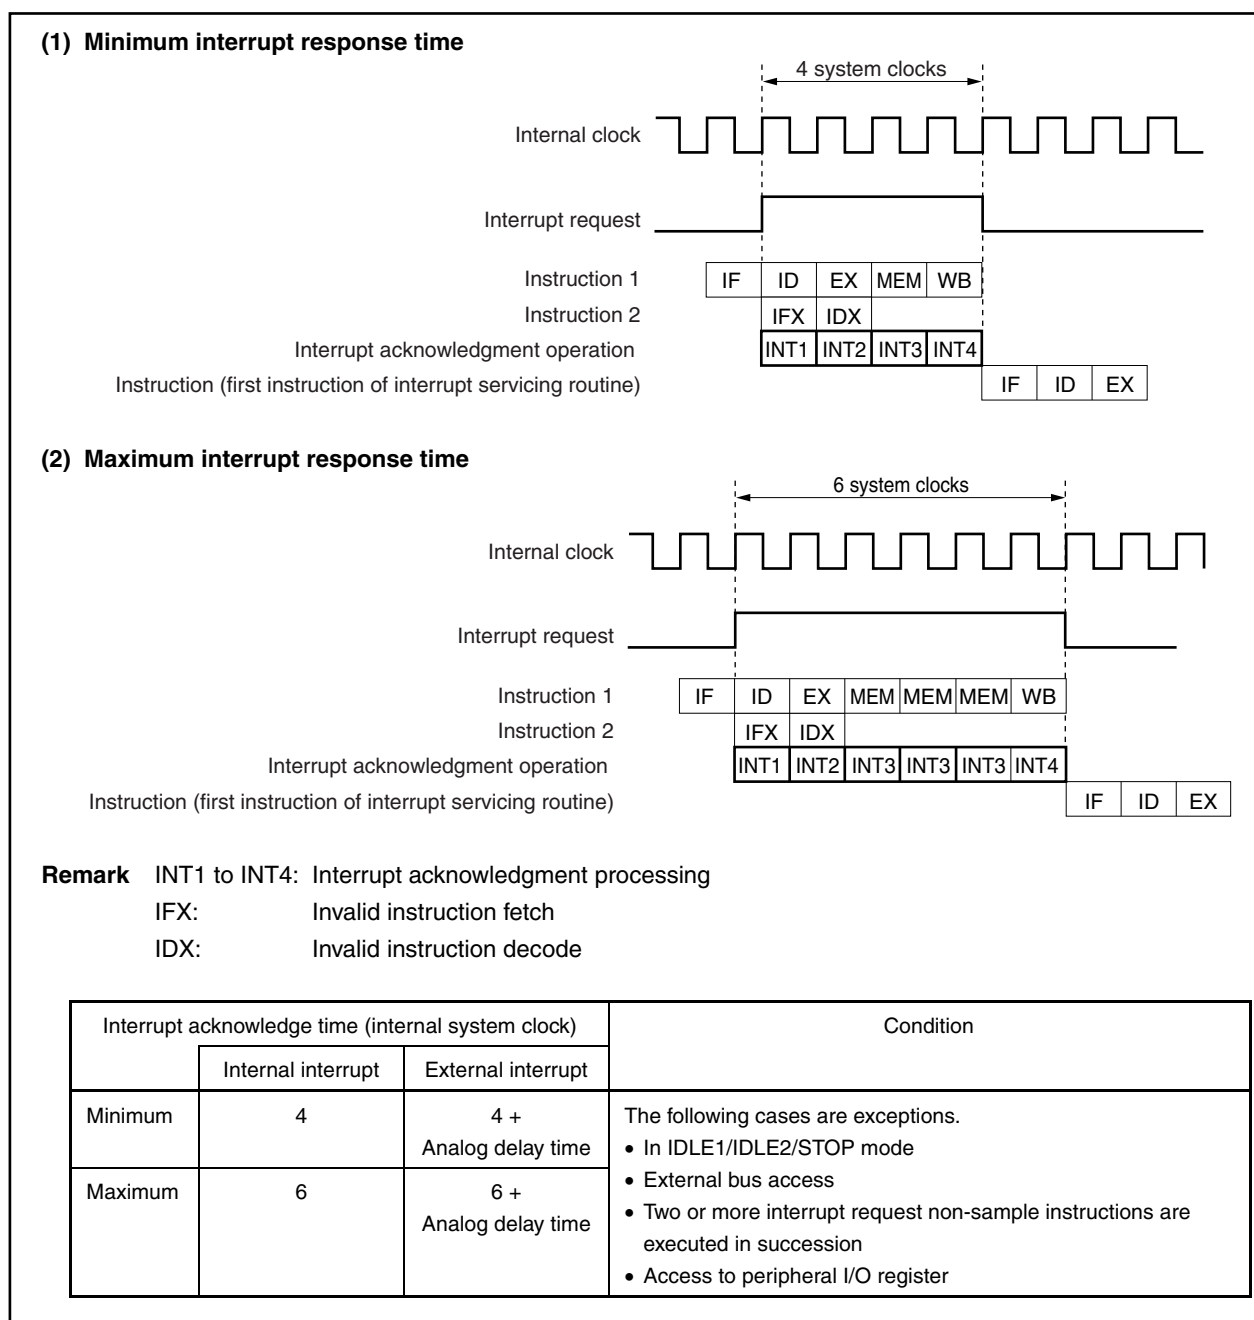 (1) Minimum interrupt response time
4 system clocks
Internal clock
Interrupt request
Instruction 1 IF ID EX MEM WB
Instruction 2 IFX IDX
Interrupt acknowledgment operation INT1 INT2 INT3 INT4
Instruction (first instruction of interrupt servicing routine) IF ID EX
(2) Maximum interrupt response time
6 system clocks
Internal clock
Interrupt request
Instruction 1 IF ID EX MEM MEM MEM WB
Instruction 2 IFX IDX
Interrupt acknowledgment operation INT1 INT2 INT3 INT3 INT3 INT4
Instruction (first instruction of interrupt servicing routine) IF ID EX
Remark INT1 to INT4: Interrupt acknowledgment processing
IFX: Invalid instruction fetch
IDX: Invalid instruction decode
Interrupt acknowledge time (internal system clock) Condition
Internal interrupt External interrupt
Minimum 4 4 +
Analog delay time
The following cases are exceptions.
• In IDLE1/IDLE2/STOP mode
• External bus access
• Two or more interrupt request non-sample instructions are
executed in succession
• Access to peripheral I/O register
Maximum 6 6 +
Analog delay time